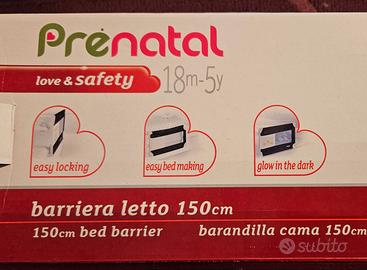 Prénatal
love & safety 18m-5y
easy locking
easy bed making
glow in the dark
barriera letto 150cm
150cm bed barrier
barandilla cama 150cm
subito